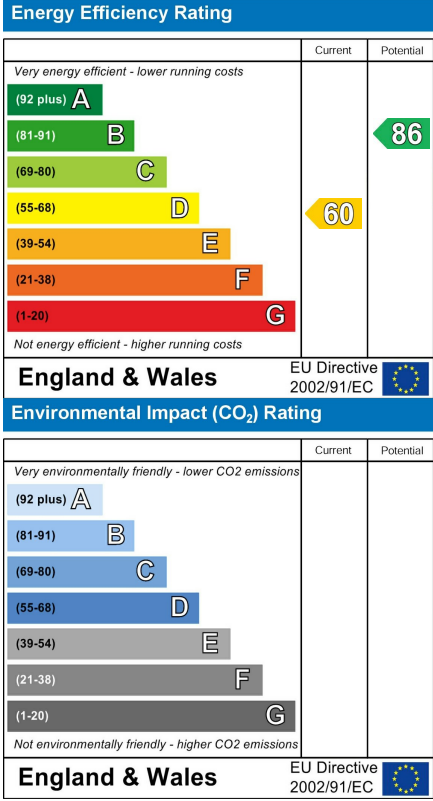 Energy Efficiency Rating
Current Potential
Very energy efficient - lower running costs
(92 plus) A
(81-91) B
86
(69-80) C
(55-68) D
60
(39-54) E
(21-38) F
(1-20) G
Not energy efficient - higher running costs
England & Wales
EU Directive
2002/91/EC
Environmental Impact (CO₂) Rating
Current Potential
Very environmentally friendly - lower CO2 emissions
(92 plus) A
(81-91) B
(69-80) C
(55-68) D
(39-54) E
(21-38) F
(1-20) G
Not environmentally friendly - higher CO2 emissions
England & Wales
EU Directive
2002/91/EC